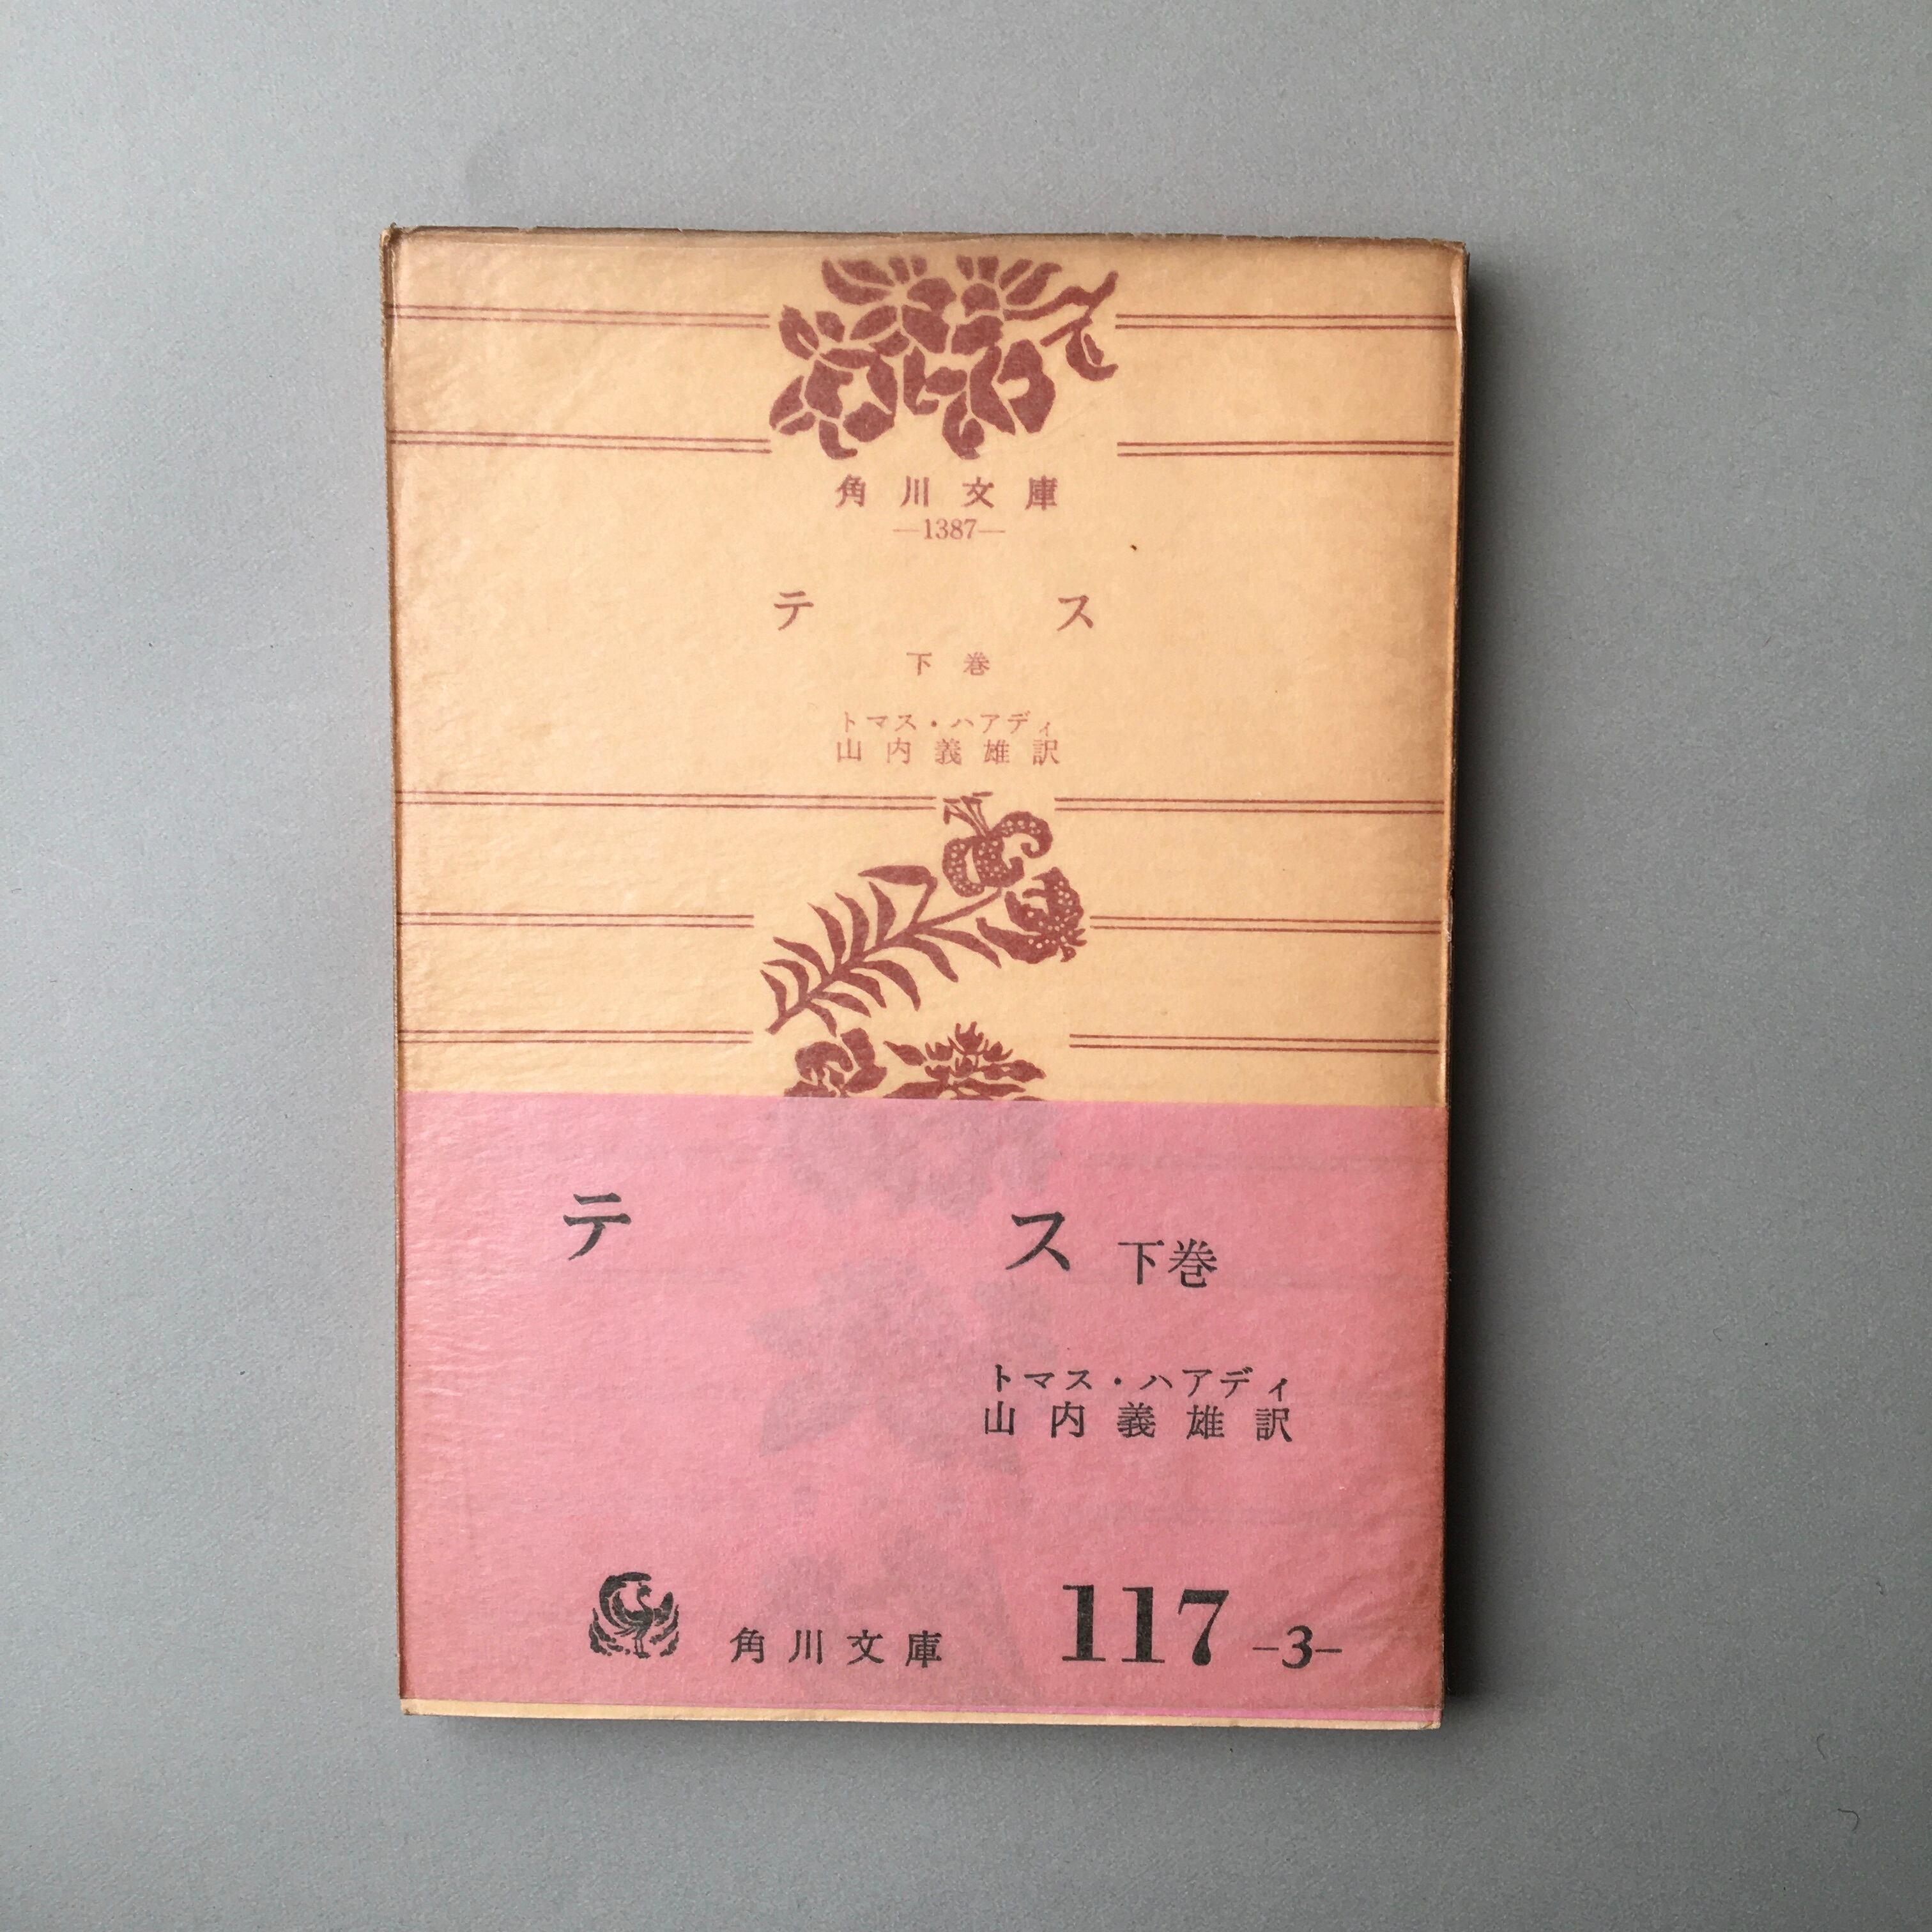 角川文庫
―1387―
テス
下巻
トマス・ハアディ
山内義雄訳
テス 下巻
トマス・ハアディ
山内義雄訳
角川文庫 117 -3-